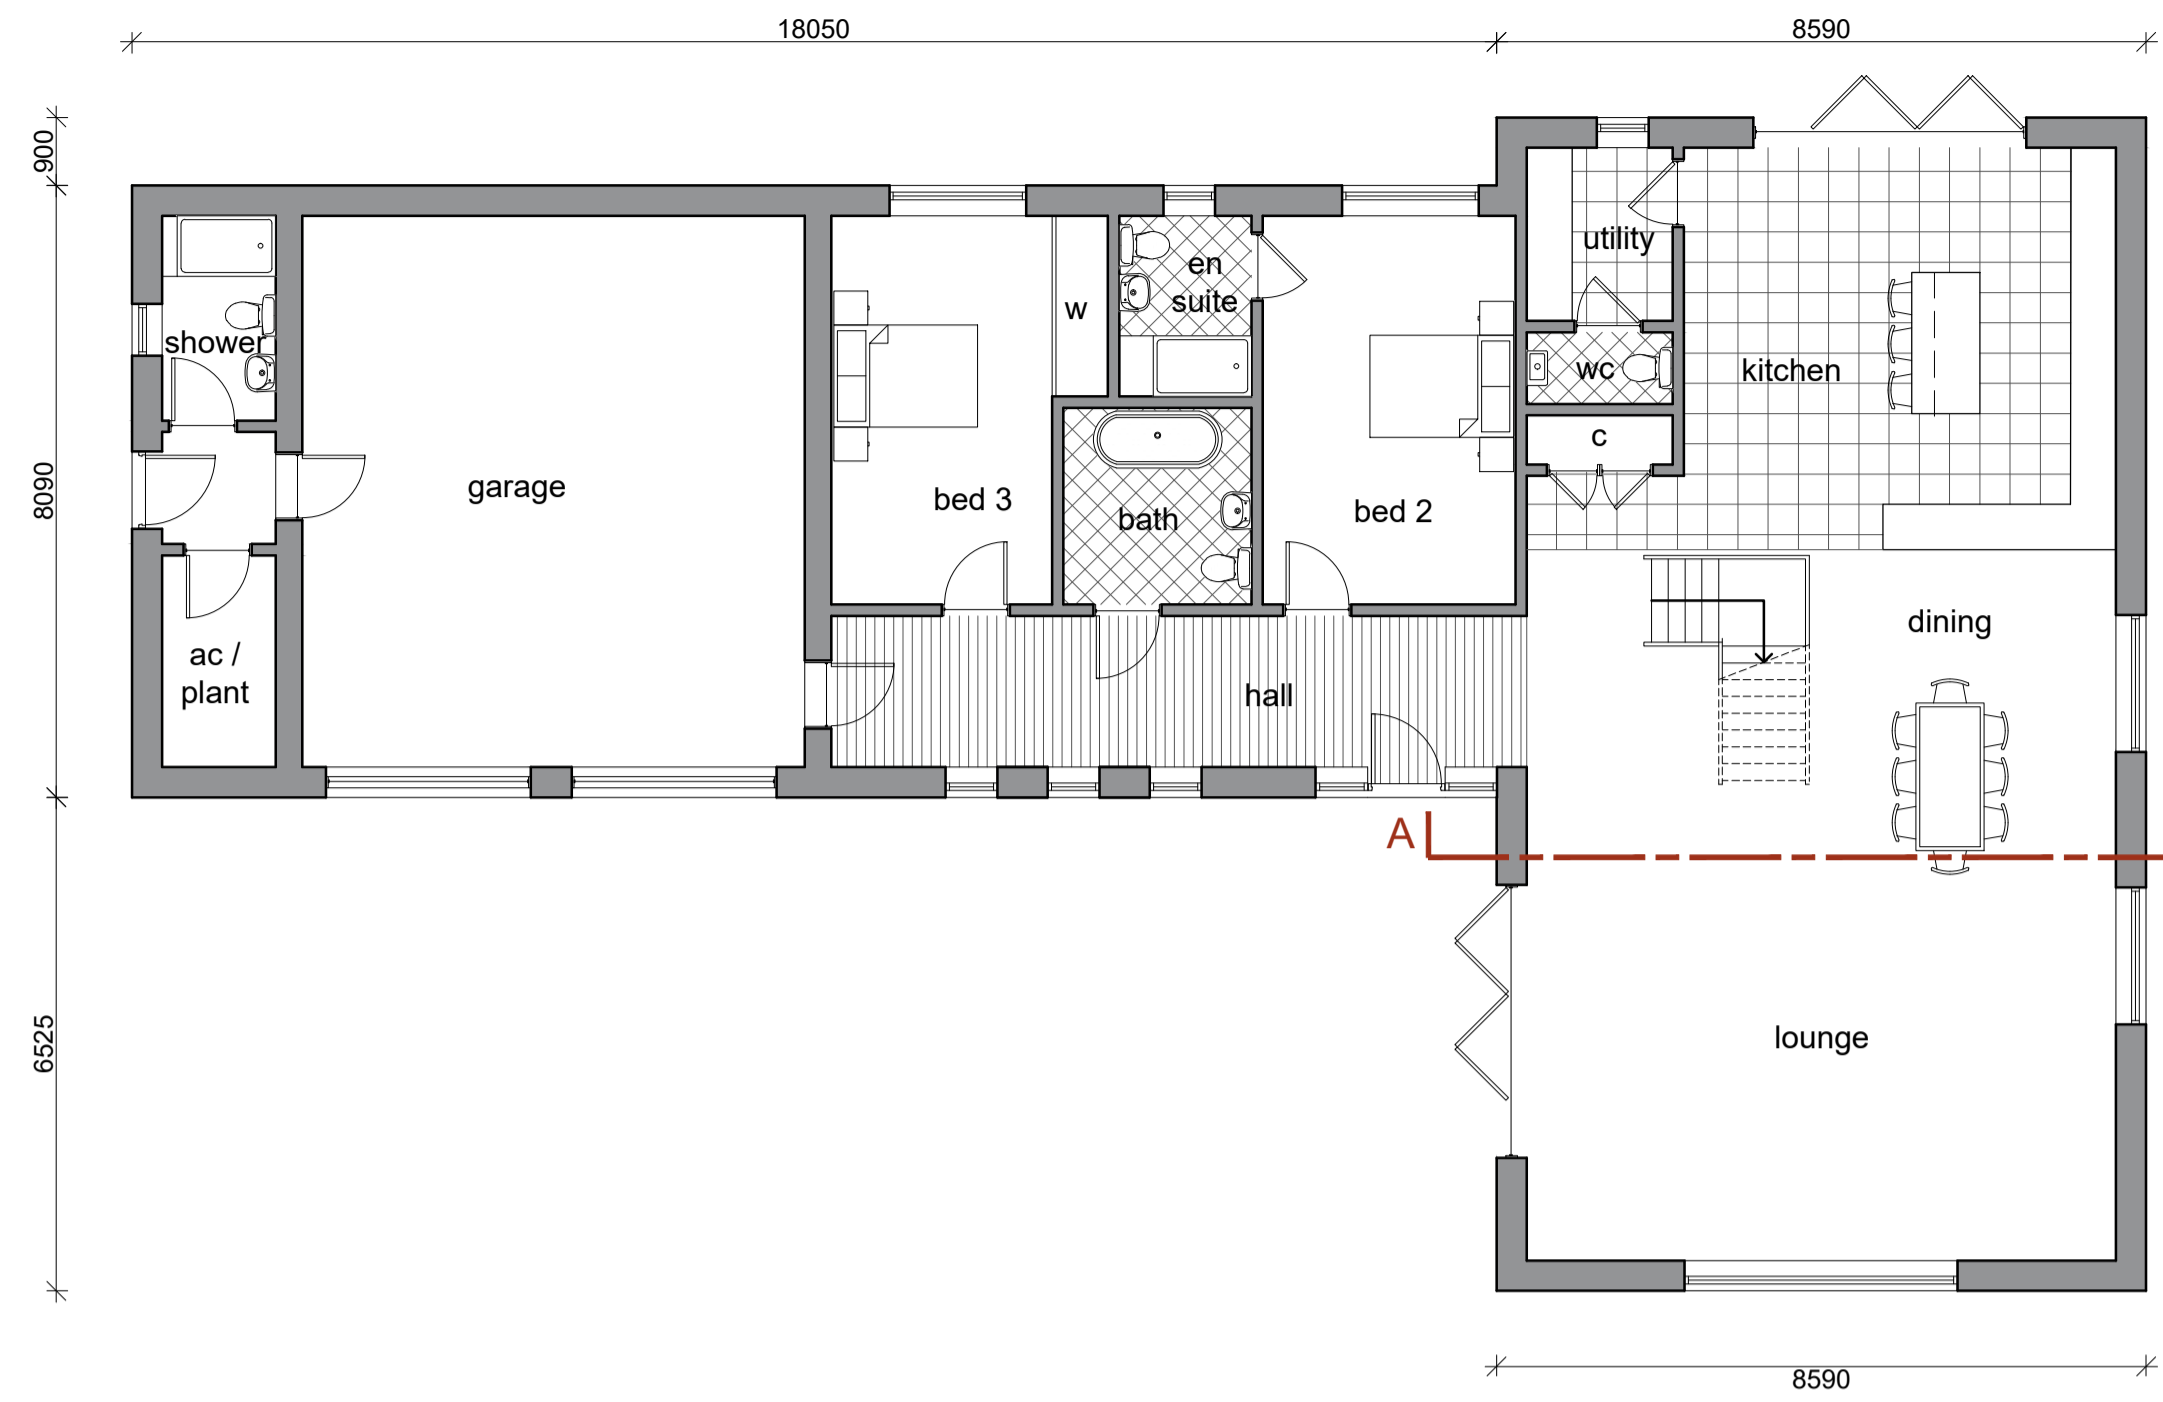 18050
8590
900
utility
en
suite
w
shower
wc
kitchen
c
8090
garage
bed 3
bath
bed 2
dining
ac /
plant
hall
A
6525
lounge
8590